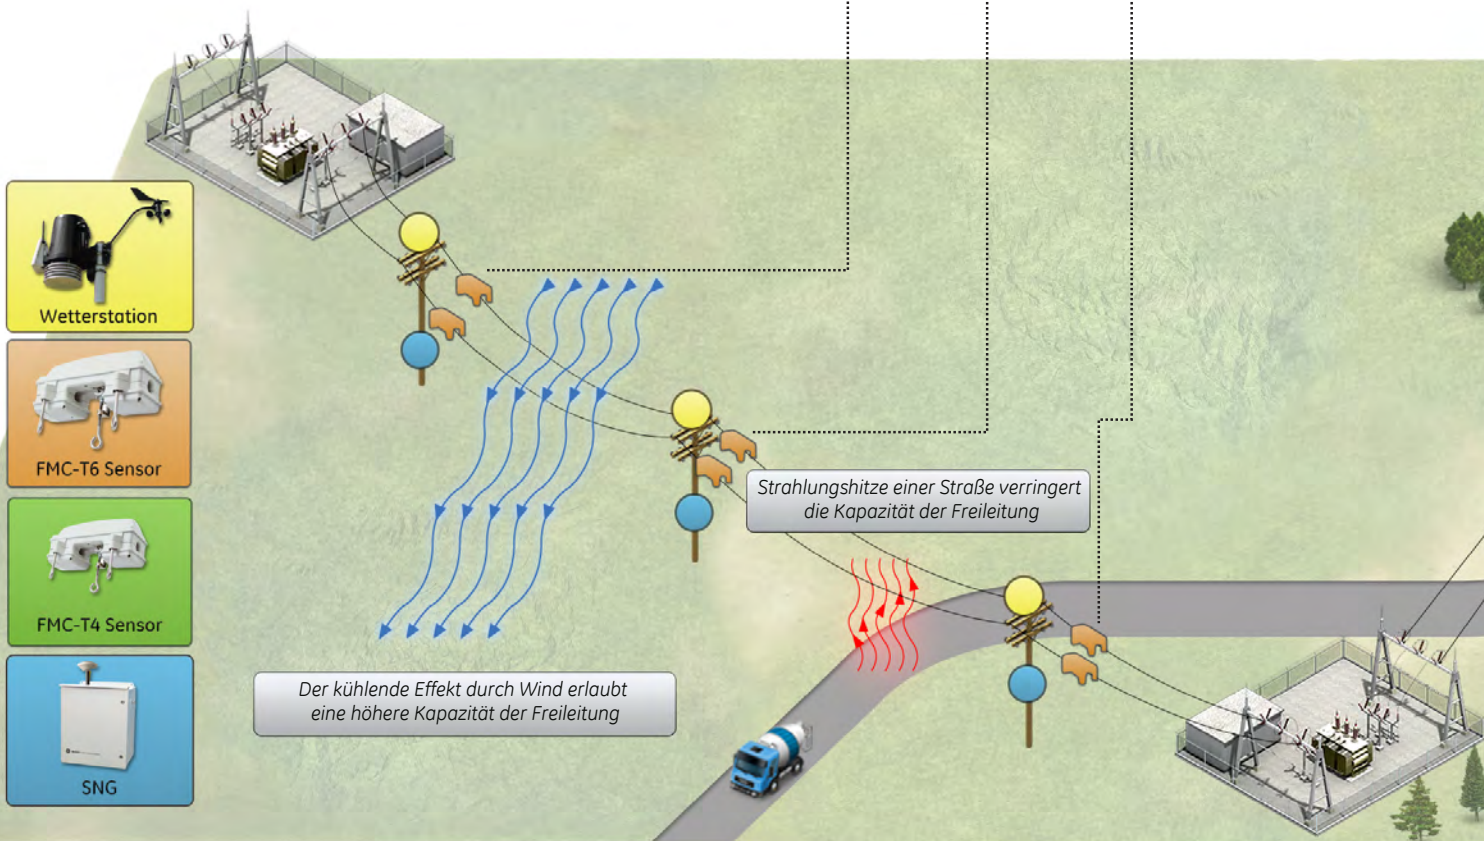 Wetterstation
FMC-T6 Sensor
FMC-T4 Sensor
SNG
Strahlungshitze einer Straße verringert
die Kapazität der Freileitung
Der kühlende Effekt durch Wind erlaubt
eine höhere Kapazität der Freileitung